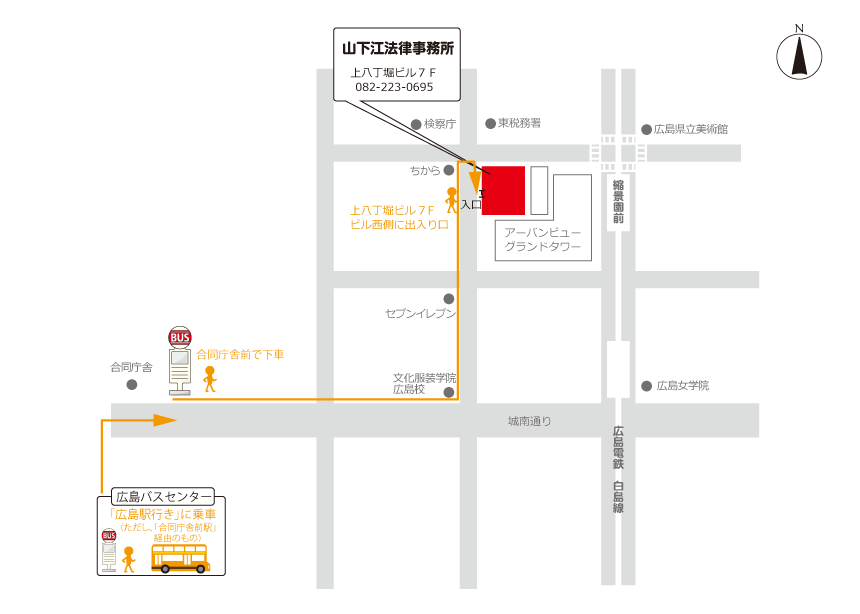 N
山下江法律事務所
上八丁堀ビル７Ｆ
082-223-0695
検察庁
東税務署
広島県立美術館
ちから
縮景園前
入口
上八丁堀ビル７Ｆ
ビル西側に出入り口
アーバンビュー
グランドタワー
セブンイレブン
BUS
合同庁舎前で下車
合同庁舎
文化服装学院
広島校
広島女学院
城南通り
広島電鉄 白島線
広島バスセンター
「広島駅行き」に乗車
（ただし、「合同庁舎前駅」
経由のもの）
BUS